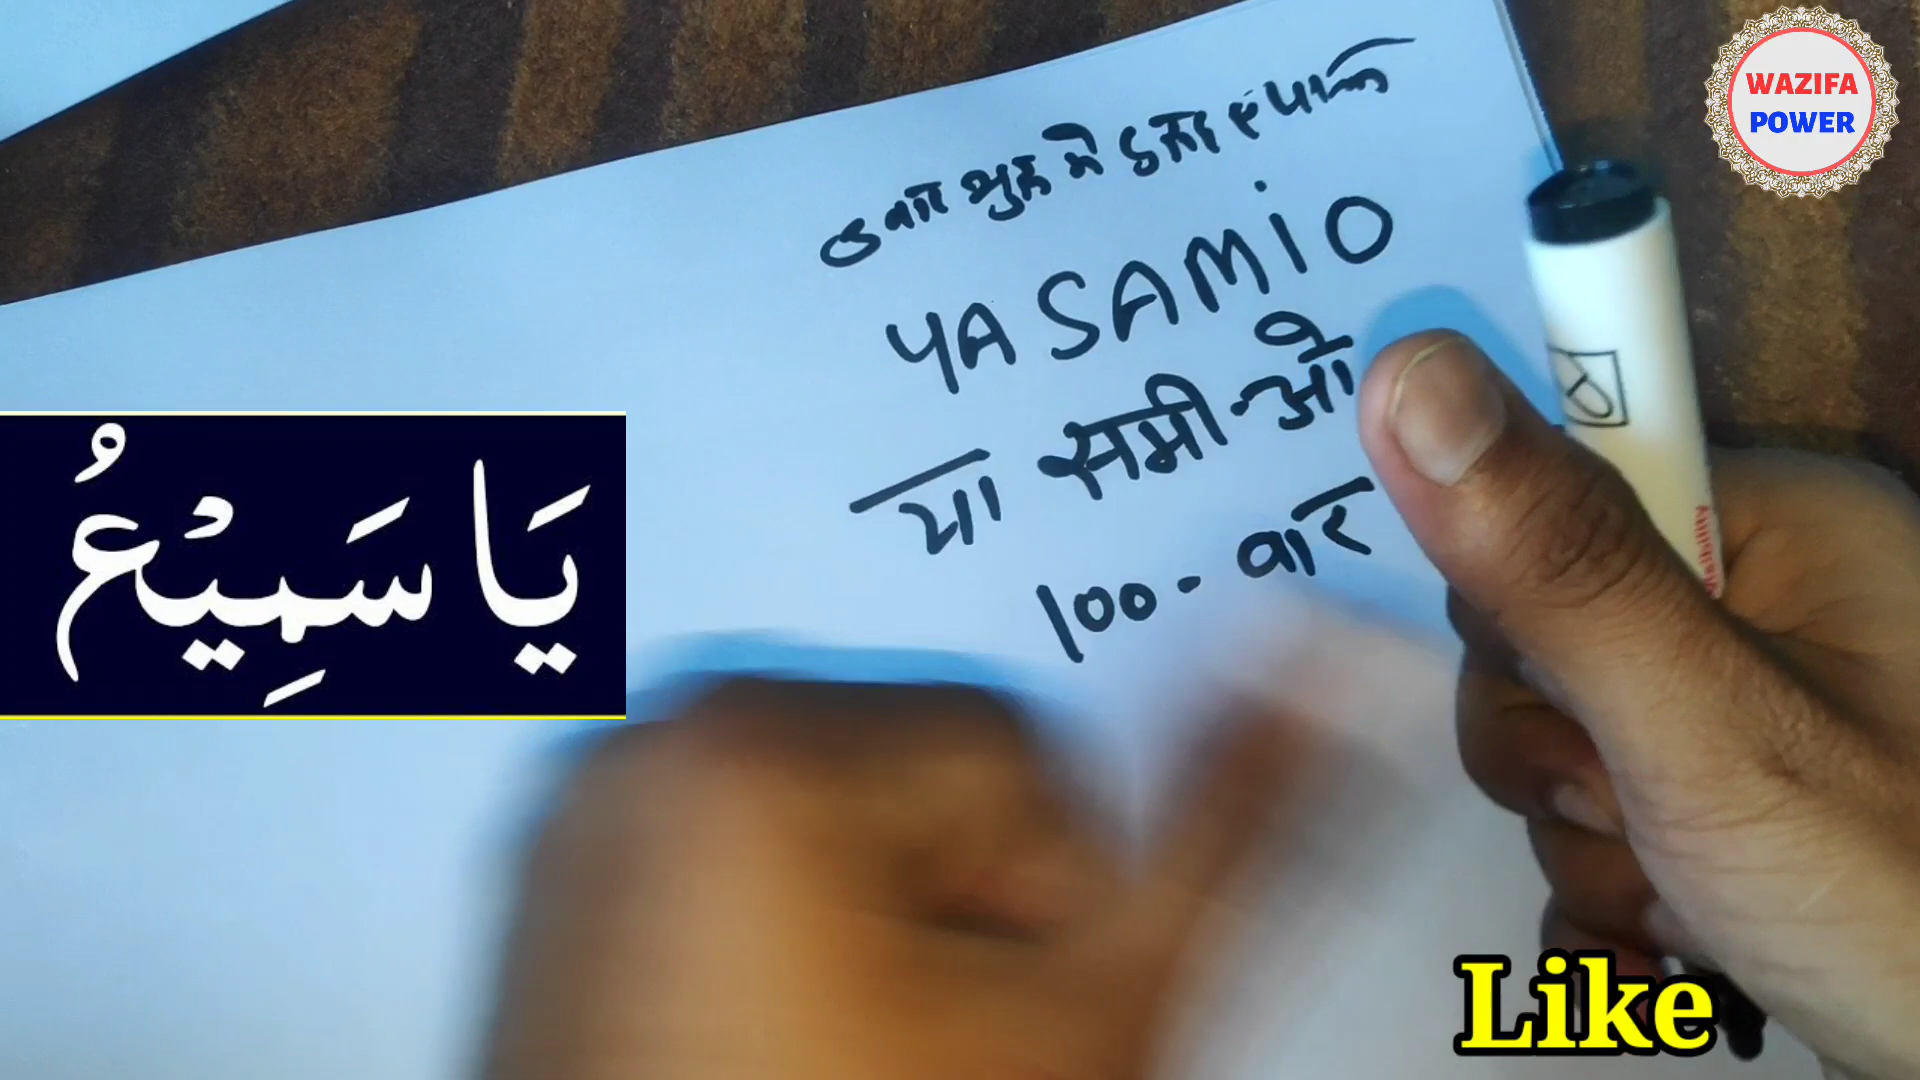 WAZIFA
POWER
बार में
YA SAMIO
या समी-ओ
100- बार
يَا سَمِيْعُ
Like